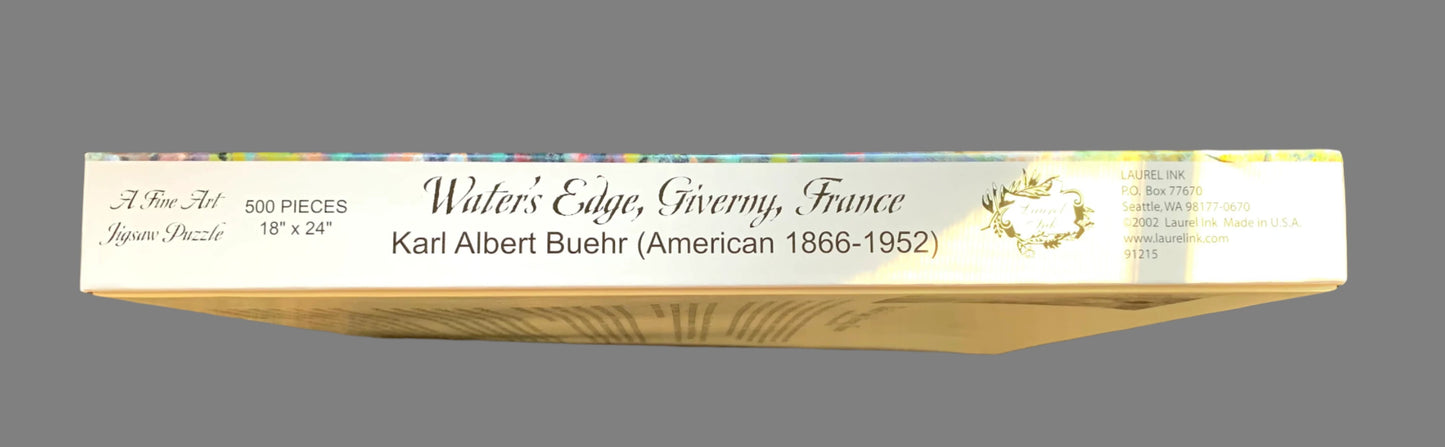 A Fine Art
Jigsaw Puzzle
500 PIECES
18" x 24"
Water's Edge, Giverny, France
Karl Albert Buehr (American 1866-1952)
Laurel
Ink
LAUREL INK
P.O. Box 77670
Seattle, WA 98177-0670
©2002 Laurel Ink Made in U.S.A.
www.laurelink.com
91215